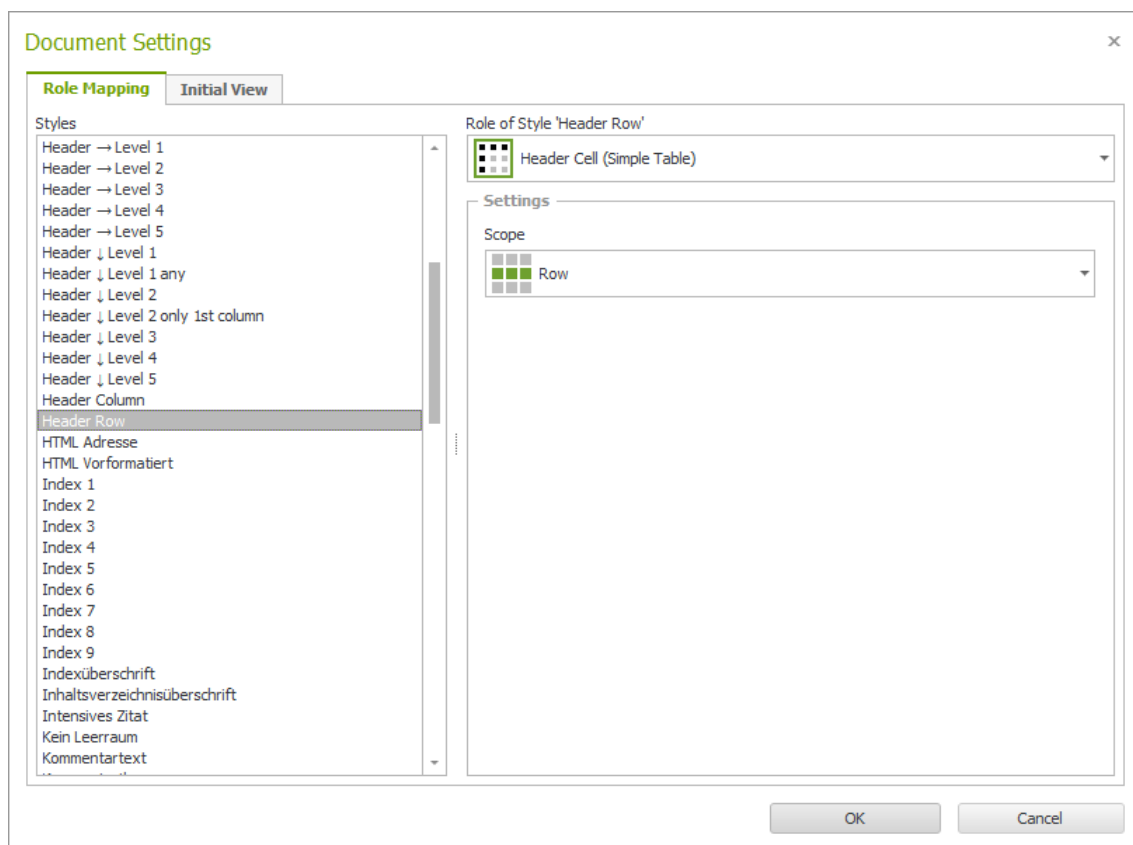 Document Settings
Role Mapping
Initial View
Styles
Header → Level 1
Header → Level 2
Header → Level 3
Header → Level 4
Header → Level 5
Header ↓ Level 1
Header ↓ Level 1 any
Header ↓ Level 2
Header ↓ Level 2 only 1st column
Header ↓ Level 3
Header ↓ Level 4
Header ↓ Level 5
Header Column
Header Row
HTML Adresse
HTML Vorformatiert
Index 1
Index 2
Index 3
Index 4
Index 5
Index 6
Index 7
Index 8
Index 9
Indexüberschrift
Inhaltsverzeichnisüberschrift
Intensives Zitat
Kein Leerraum
Kommentartext
Role of Style 'Header Row'
Header Cell (Simple Table)
Settings
Scope
Row
OK
Cancel